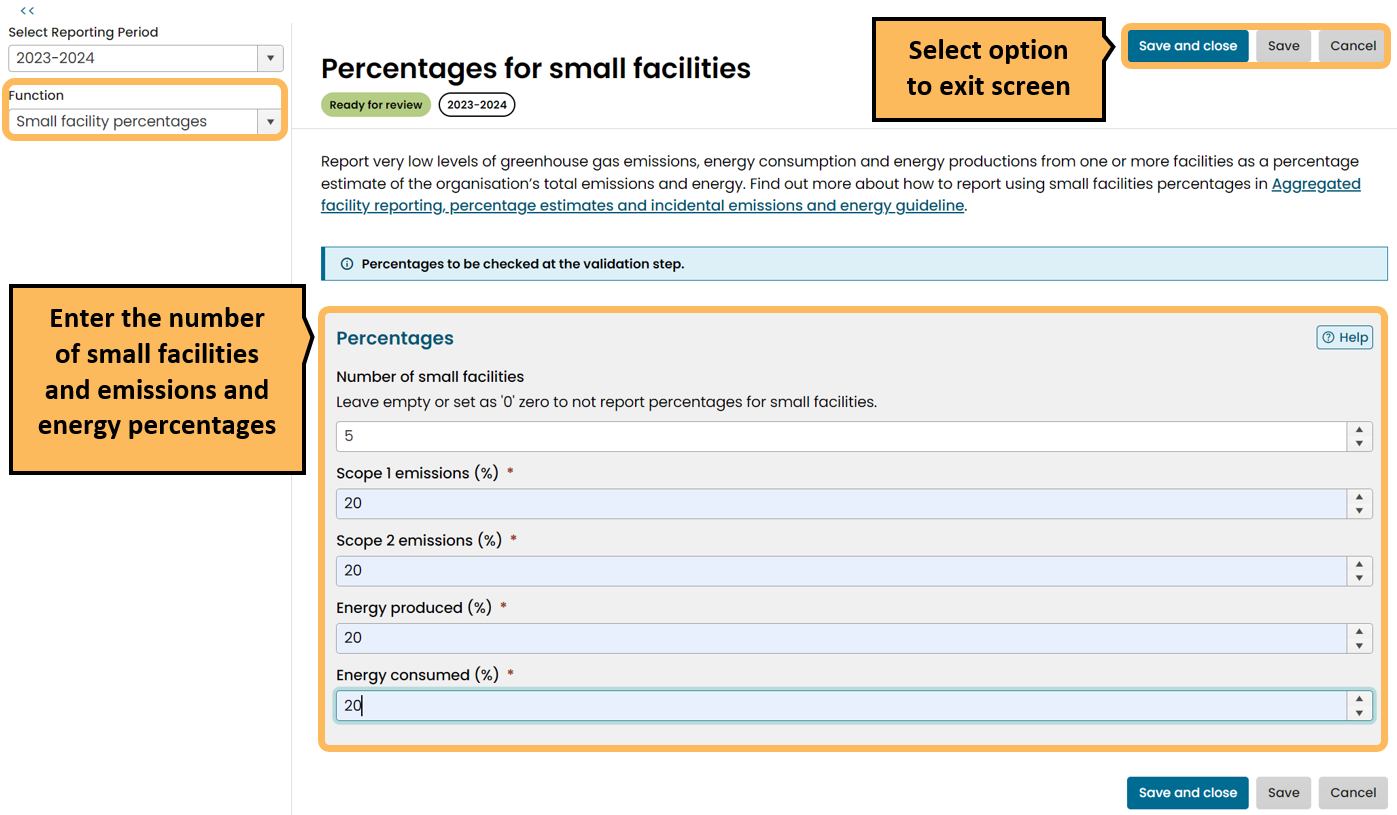 <<
Select Reporting Period
2023-2024
Function
Small facility percentages
Percentages for small facilities
Ready for review
2023-2024
Select option
to exit screen
Save and close
Save
Cancel
Report very low levels of greenhouse gas emissions, energy consumption and energy productions from one or more facilities as a percentage
estimate of the organisation's total emissions and energy. Find out more about how to report using small facilities percentages in Aggregated
facility reporting, percentage estimates and incidental emissions and energy guideline.
Percentages to be checked at the validation step.
Enter the number
of small facilities
and emissions and
energy percentages
Percentages
Help
Number of small facilities
Leave empty or set as '0' zero to not report percentages for small facilities.
5
Scope 1 emissions (%) *
20
Scope 2 emissions (%) *
20
Energy produced (%) *
20
Energy consumed (%) *
20
Save and close
Save
Cancel